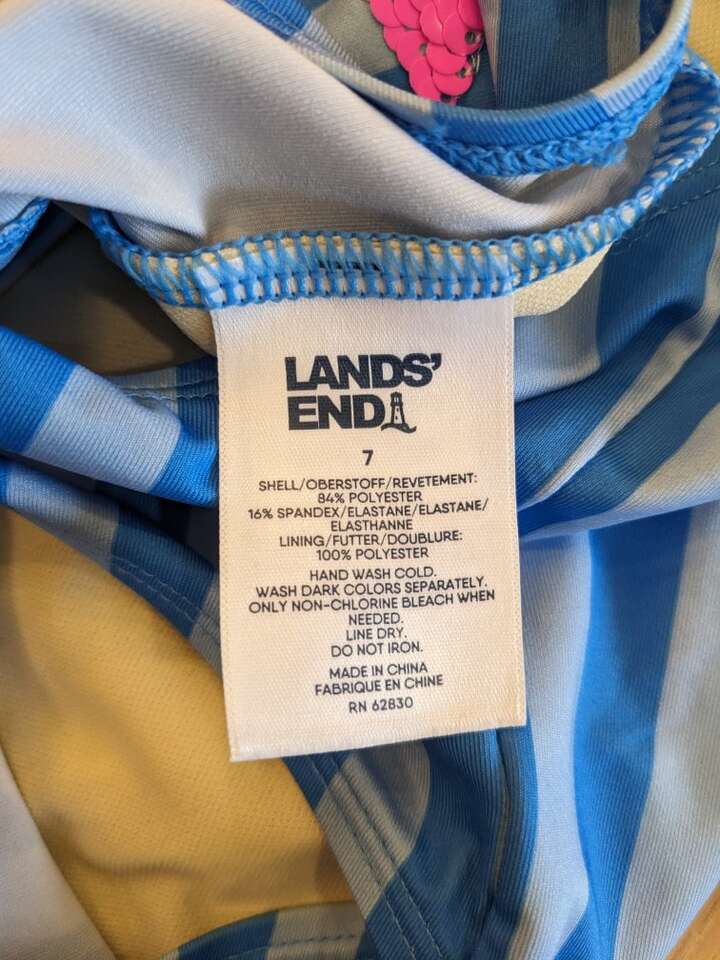 LANDS'
END
7
SHELL/OBERSTOFF/REVETEMENT:
84% POLYESTER
16% SPANDEX/ELASTANE/ELASTANE/
ELASTHANNE
LINING/FUTTER/DOUBLURE:
100% POLYESTER
HAND WASH COLD.
WASH DARK COLORS SEPARATELY.
ONLY NON-CHLORINE BLEACH WHEN
NEEDED.
LINE DRY.
DO NOT IRON.
MADE IN CHINA
FABRIQUE EN CHINE
RN 62830